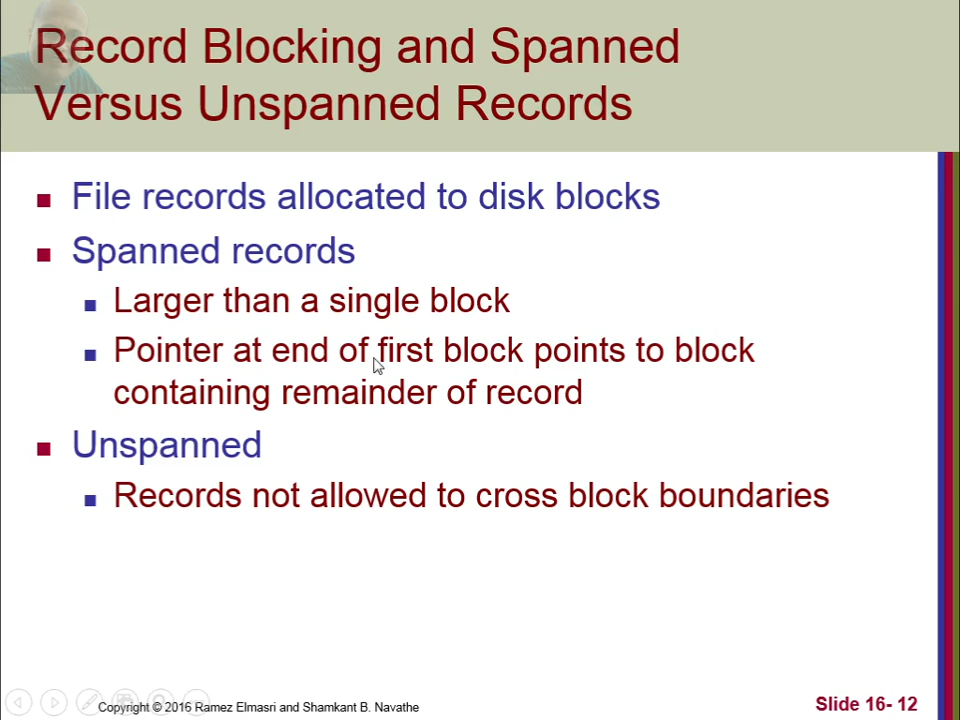 Record Blocking and Spanned
Versus Unspanned Records
File records allocated to disk blocks
Spanned records
Larger than a single block
Pointer at end of first block points to block
containing remainder of record
Unspanned
Records not allowed to cross block boundaries
Copyright © 2016 Ramez Elmasri and Shamkant B. Navathe
Slide 16- 12